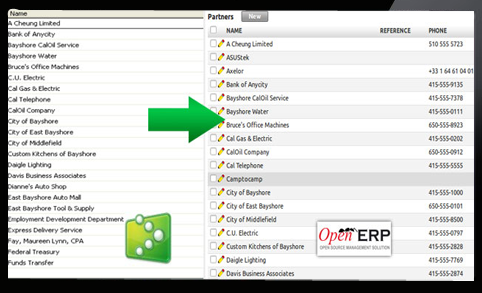 Name
A Cheung Limited
Bank of Anycity
Bayshore CalOil Service
Bayshore Water
Bruce's Office Machines
C.U. Electric
Cal Gas & Electric
Cal Telephone
CalOil Company
City of Bayshore
City of East Bayshore
City of Middlefield
Custom Kitchens of Bayshore
Daigle Lighting
Davis Business Associates
Dianne's Auto Shop
East Bayshore Auto Mall
East Bayshore Tool & Supply
Employment Development Department
Express Delivery Service
Fay, Maureen Lynn, CPA
Federal Treasury
Funds Transfer
Partners New
NAME REFERENCE PHONE
A Cheung Limited 510 555 5723
ASUStek
Axelor +33 1 64 61 04 01
Bank of Anycity 415-555-9135
Bayshore CalOil Service 415-555-7378
Bayshore Water 415-555-0111
Bruce's Office Machines 650-555-8923
Cal Gas & Electric 415-555-0202
CalOil Company 650-555-0912
Cal Telephone 415-555-5555
Camptocamp
City of Bayshore 415-555-1000
City of East Bayshore 650-555-0101
City of Middlefield 415-555-8500
C.U. Electric 415-555-0797
Custom Kitchens of Bayshore 415-555-2828
Daigle Lighting 415-555-7769
Davis Business Associates 415-555-2874
Open ERP
OPEN SOURCE MANAGEMENT SOLUTION